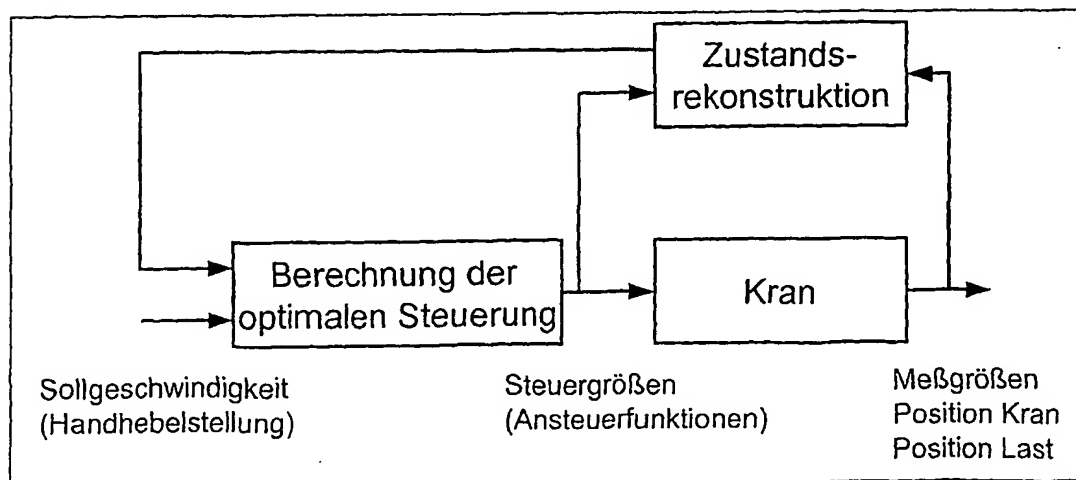 Zustands-
rekonstruktion
Berechnung der
optimalen Steuerung
Kran
Sollgeschwindigkeit
(Handhebelstellung)
Steuergrößen
(Ansteuerfunktionen)
Meßgrößen
Position Kran
Position Last